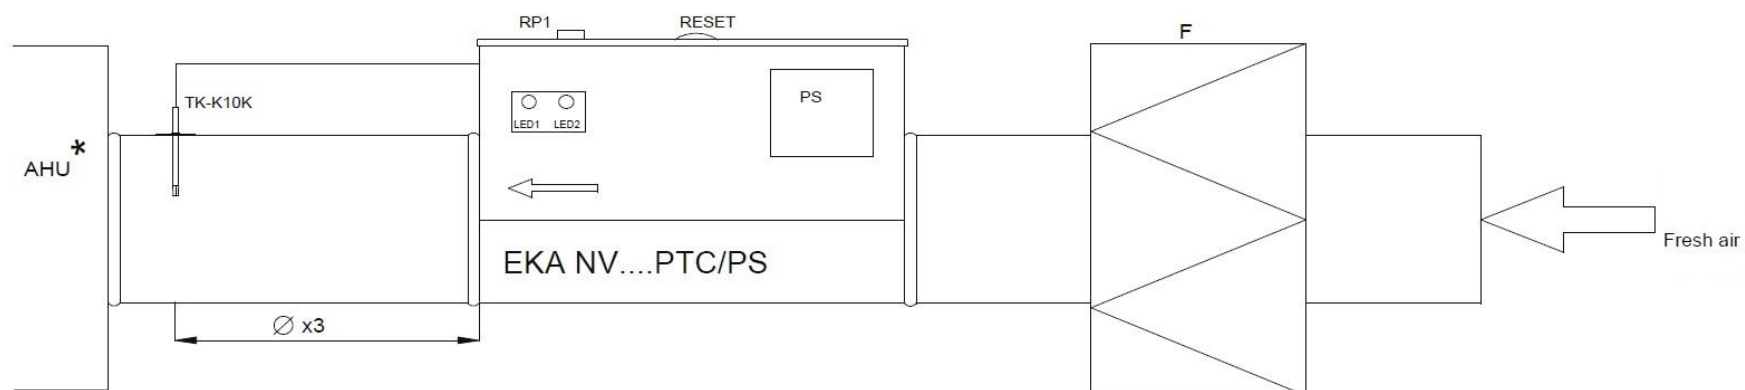 RP1
RESET
F
TK-K10K
PS
LED1 LED2
AHU*
Fresh air
EKA NV....PTC/PS
Ø x3